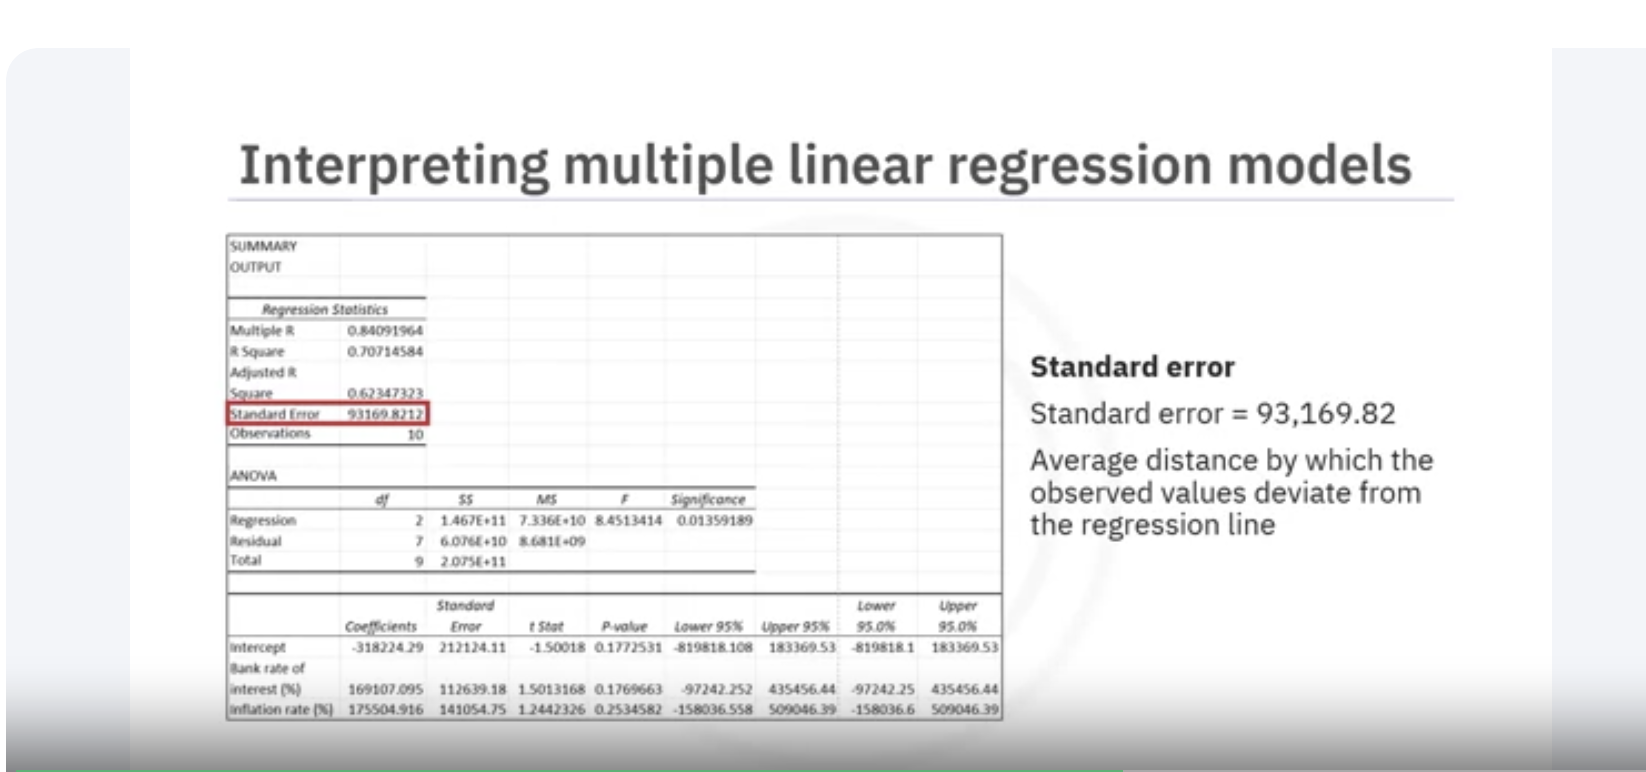 Interpreting multiple linear regression models
SUMMARY
OUTPUT
Regression Statistics
Multiple R 0.84091964
R Square 0.70714584
Adjusted R
Square 0.62347323
Standard Error 93169.8212
Observations 10
ANOVA
df SS MS F Significance
Regression 2 1.467E+11 7.336E+10 8.4513414 0.01359189
Residual 7 6.076E+10 8.681E+09
Total 9 2.075E+11
Standard Lower Upper
Coefficients Error t Stat P-value Lower 95% Upper 95% 95.0% 95.0%
Intercept -318224.29 212124.11 -1.50018 0.1772531 -819818.108 183369.53 -819818.1 183369.53
Bank rate of
interest (%) 169107.095 112639.18 1.5013168 0.1769663 -97242.252 435456.44 -97242.25 435456.44
Inflation rate (%) 175504.916 141054.75 1.2442326 0.2534582 -158036.558 509046.39 -158036.6 509046.39
Standard error
Standard error = 93,169.82
Average distance by which the
observed values deviate from
the regression line